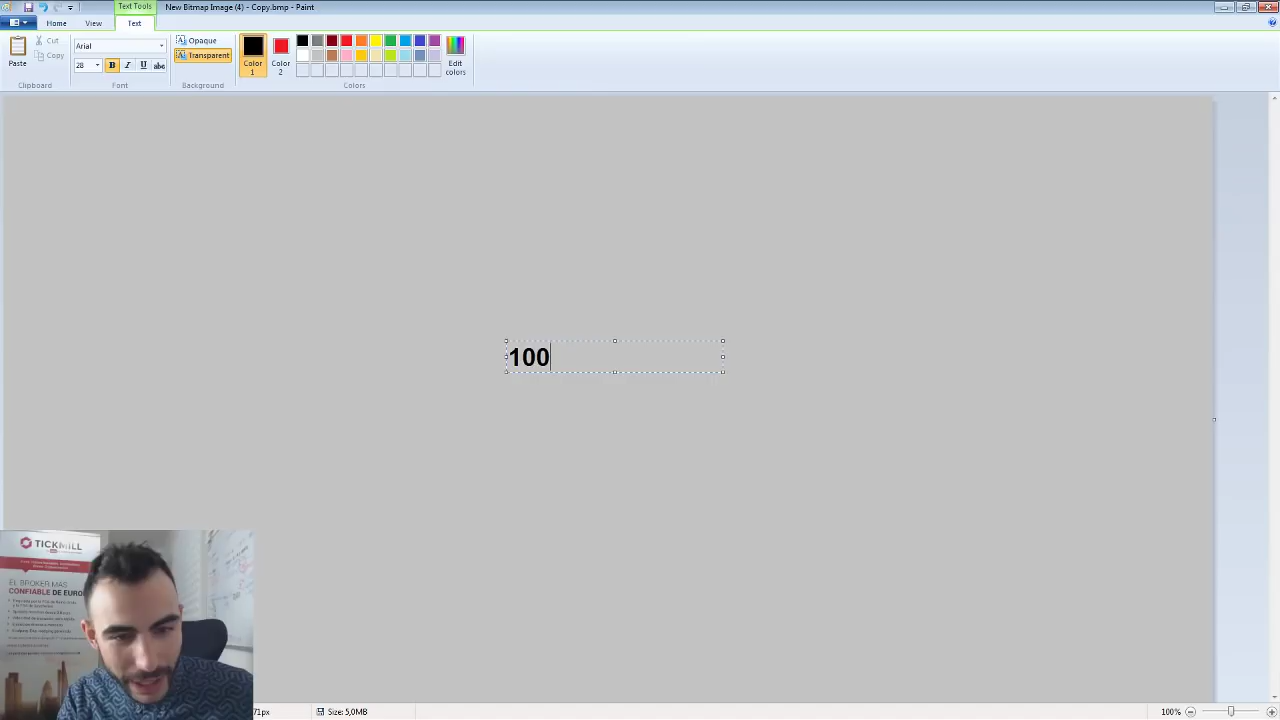 Text Tools
New Bitmap Image (4) - Copy.bmp - Paint
Home View Text
Paste
Cut
Copy
Clipboard
Arial
28
B I U abc
Font
Opaque
Transparent
Background
Color 1
Color 2
Edit colors
Colors
100
TICKMILL
EL BROKER MÁS
CONFIABLE DE EURO
71px
Size: 5,0MB
100%